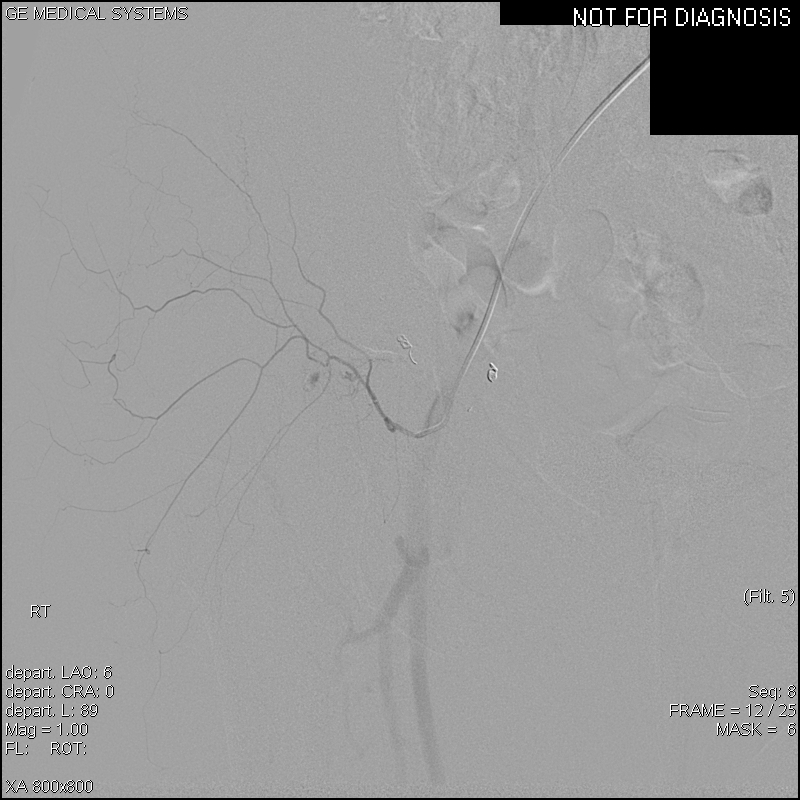 GE MEDICAL SYSTEMS
NOT FOR DIAGNOSIS
(Filt. 5)
RT
depart. LAO: 6
depart. CRA: 0
depart. L: 89
Mag = 1.00
FL: ROT:
Seq: 8
FRAME = 12 / 25
MASK = 6
XA 800x800